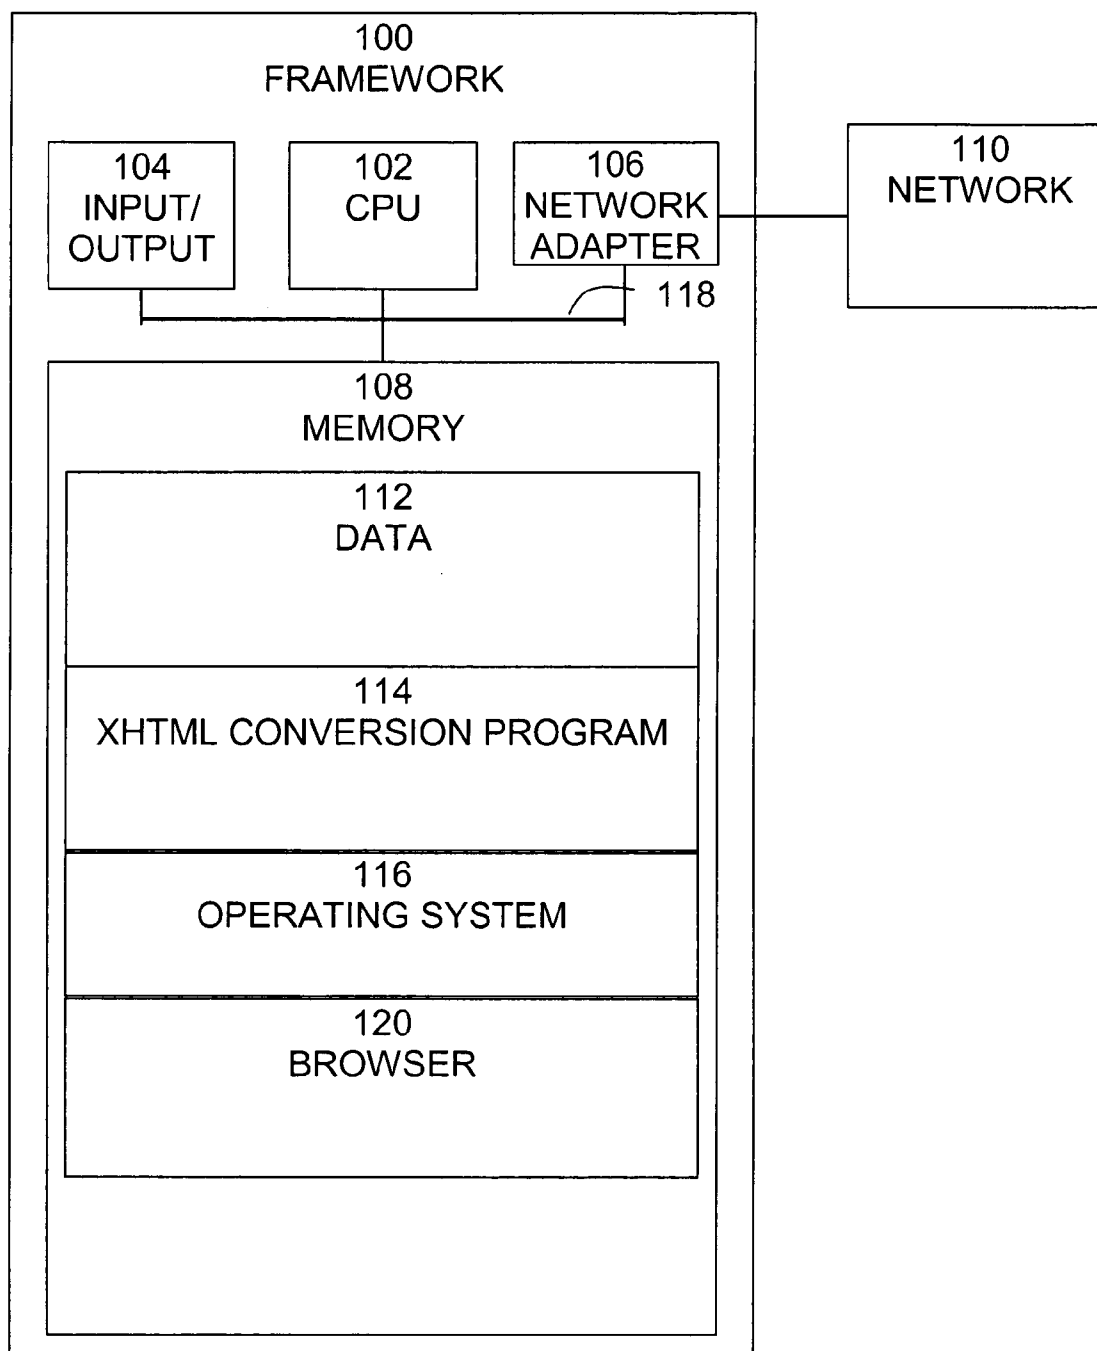 100
FRAMEWORK
104
INPUT/
OUTPUT
102
CPU
106
NETWORK
ADAPTER
110
NETWORK
118
108
MEMORY
112
DATA
114
XHTML CONVERSION PROGRAM
116
OPERATING SYSTEM
120
BROWSER